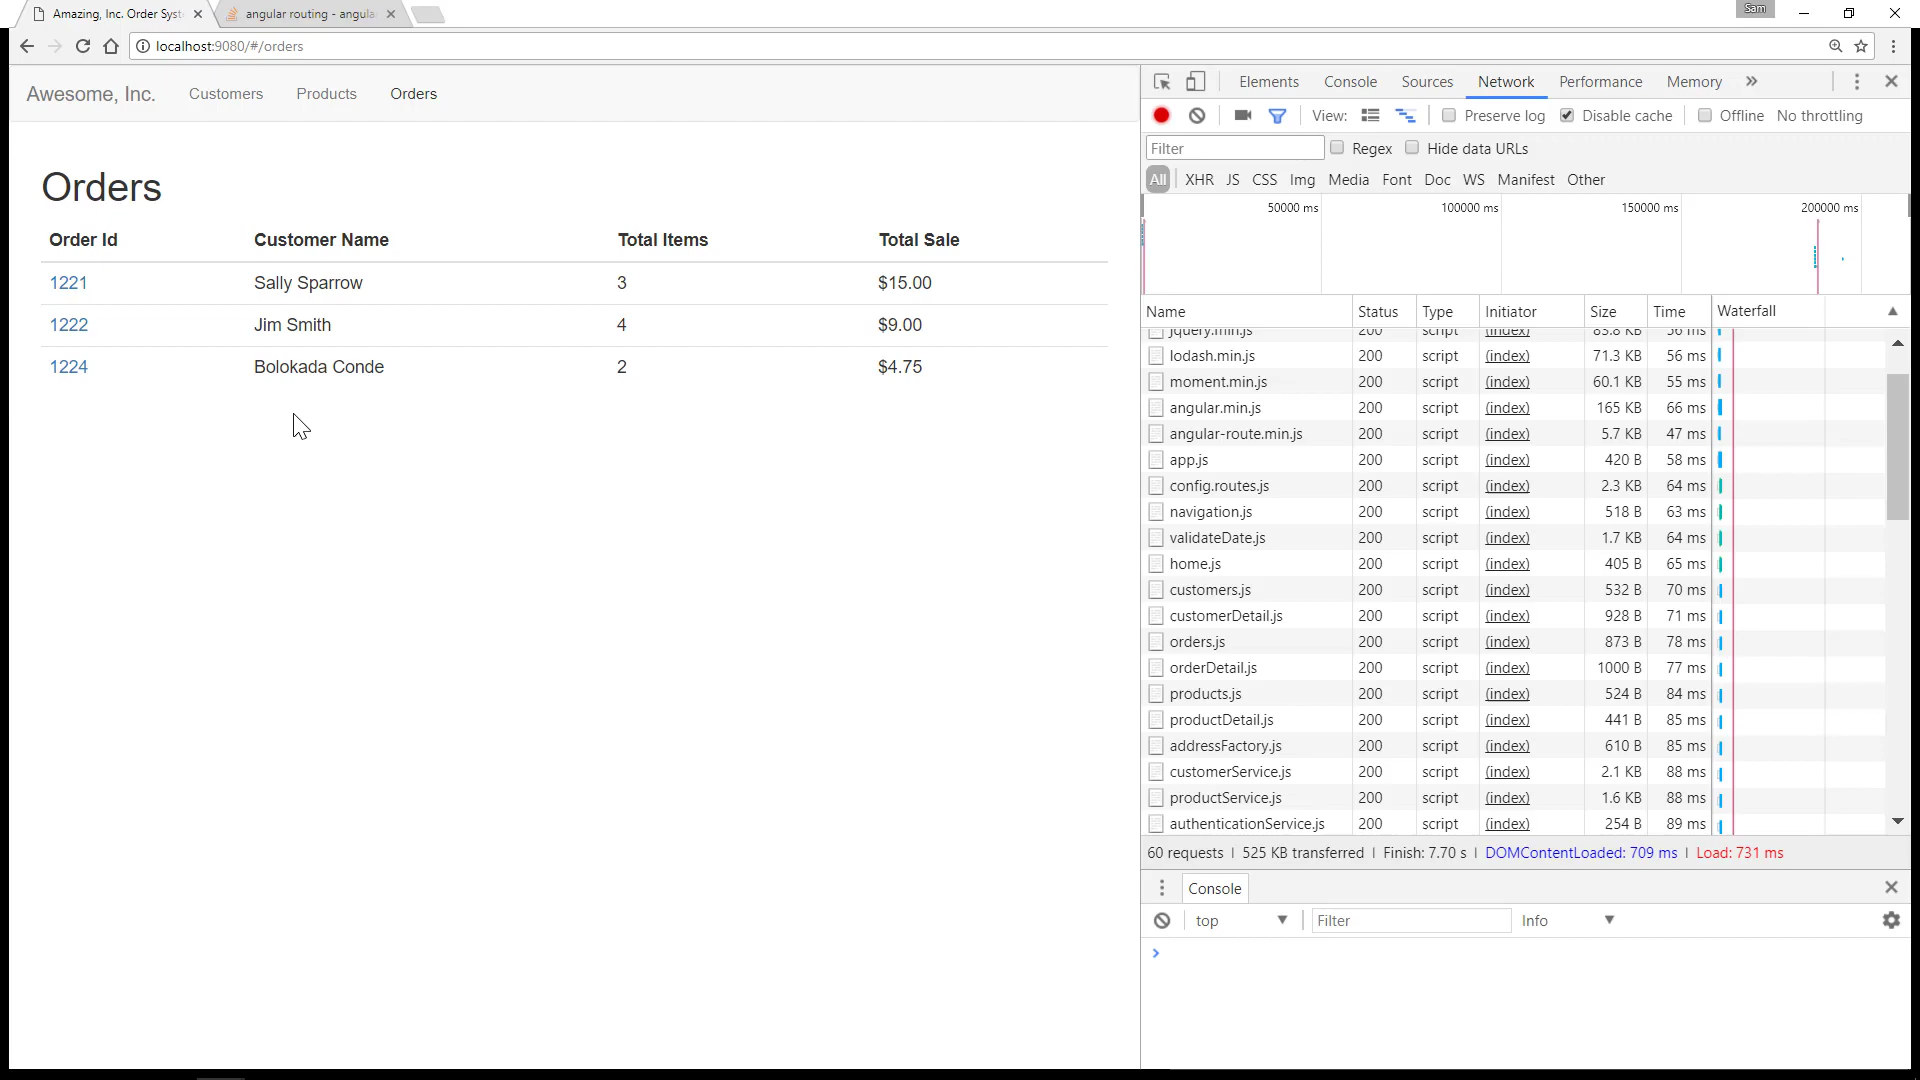 Amazing, Inc. Order Syst
angular routing - angula
Sam
localhost:9080/#/orders
Awesome, Inc. Customers Products Orders
Orders
Order Id Customer Name Total Items Total Sale
1221 Sally Sparrow 3 $15.00
1222 Jim Smith 4 $9.00
1224 Bolokada Conde 2 $4.75
Elements Console Sources Network Performance Memory »
View: Preserve log Disable cache Offline No throttling
Filter Regex Hide data URLs
All XHR JS CSS Img Media Font Doc WS Manifest Other
50000 ms 100000 ms 150000 ms 200000 ms
Name Status Type Initiator Size Time Waterfall
jquery.min.js 200 script (index) 83.8 KB 56 ms
lodash.min.js 200 script (index) 71.3 KB 56 ms
moment.min.js 200 script (index) 60.1 KB 55 ms
angular.min.js 200 script (index) 165 KB 66 ms
angular-route.min.js 200 script (index) 5.7 KB 47 ms
app.js 200 script (index) 420 B 58 ms
config.routes.js 200 script (index) 2.3 KB 64 ms
navigation.js 200 script (index) 518 B 63 ms
validateDate.js 200 script (index) 1.7 KB 64 ms
home.js 200 script (index) 405 B 65 ms
customers.js 200 script (index) 532 B 70 ms
customerDetail.js 200 script (index) 928 B 71 ms
orders.js 200 script (index) 873 B 78 ms
orderDetail.js 200 script (index) 1000 B 77 ms
products.js 200 script (index) 524 B 84 ms
productDetail.js 200 script (index) 441 B 85 ms
addressFactory.js 200 script (index) 610 B 85 ms
customerService.js 200 script (index) 2.1 KB 88 ms
productService.js 200 script (index) 1.6 KB 88 ms
authenticationService.js 200 script (index) 254 B 89 ms
60 requests | 525 KB transferred | Finish: 7.70 s | DOMContentLoaded: 709 ms | Load: 731 ms
Console
top Filter Info